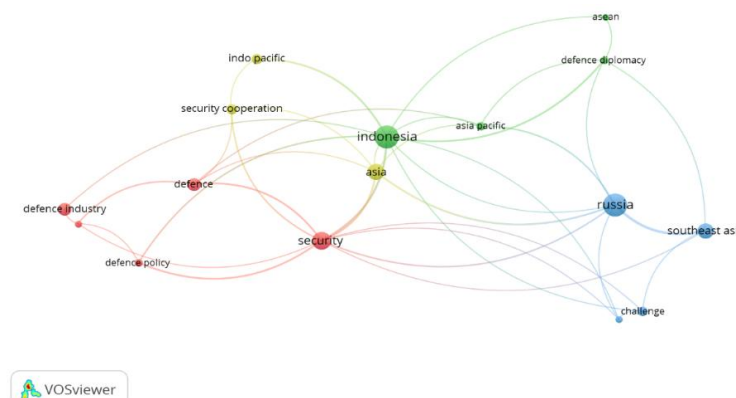 asean
indo pacific
defence diplomacy
security cooperation
asia pacific
indonesia
asia
defence
russia
defence industry
southeast as
security
defence policy
challenge
VOSviewer